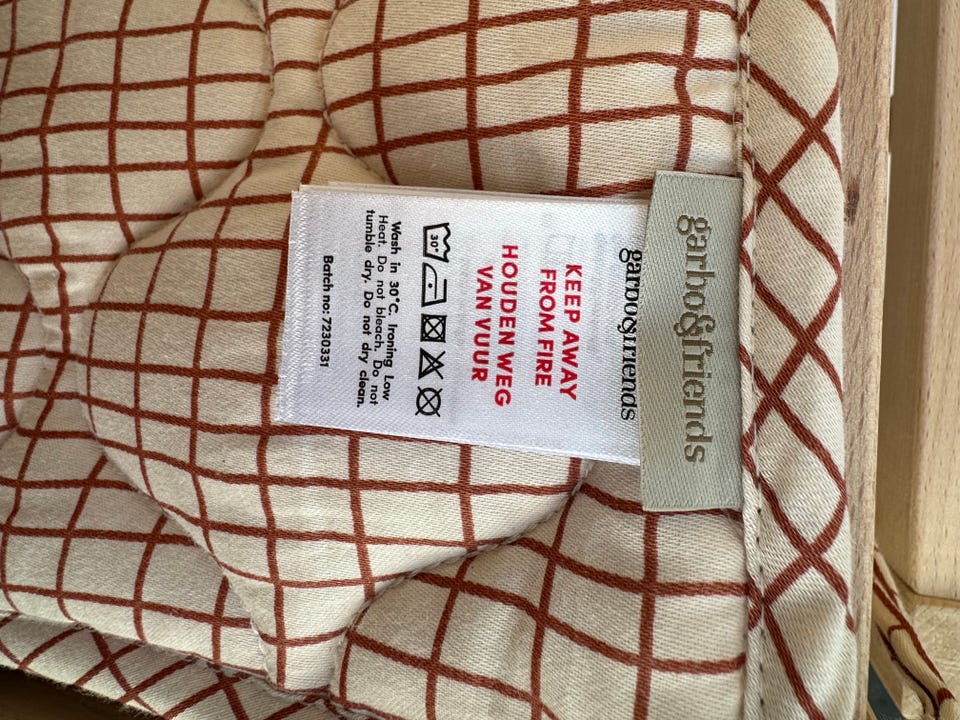 garbo&friends
garbo&friends
KEEP AWAY
FROM FIRE
HOUDEN WEG
VAN VUUR
30°
Wash in 30°C. Ironing Low
Heat. Do not bleach. Do not
tumble dry. Do not dry clean.
Batch no: 7230331